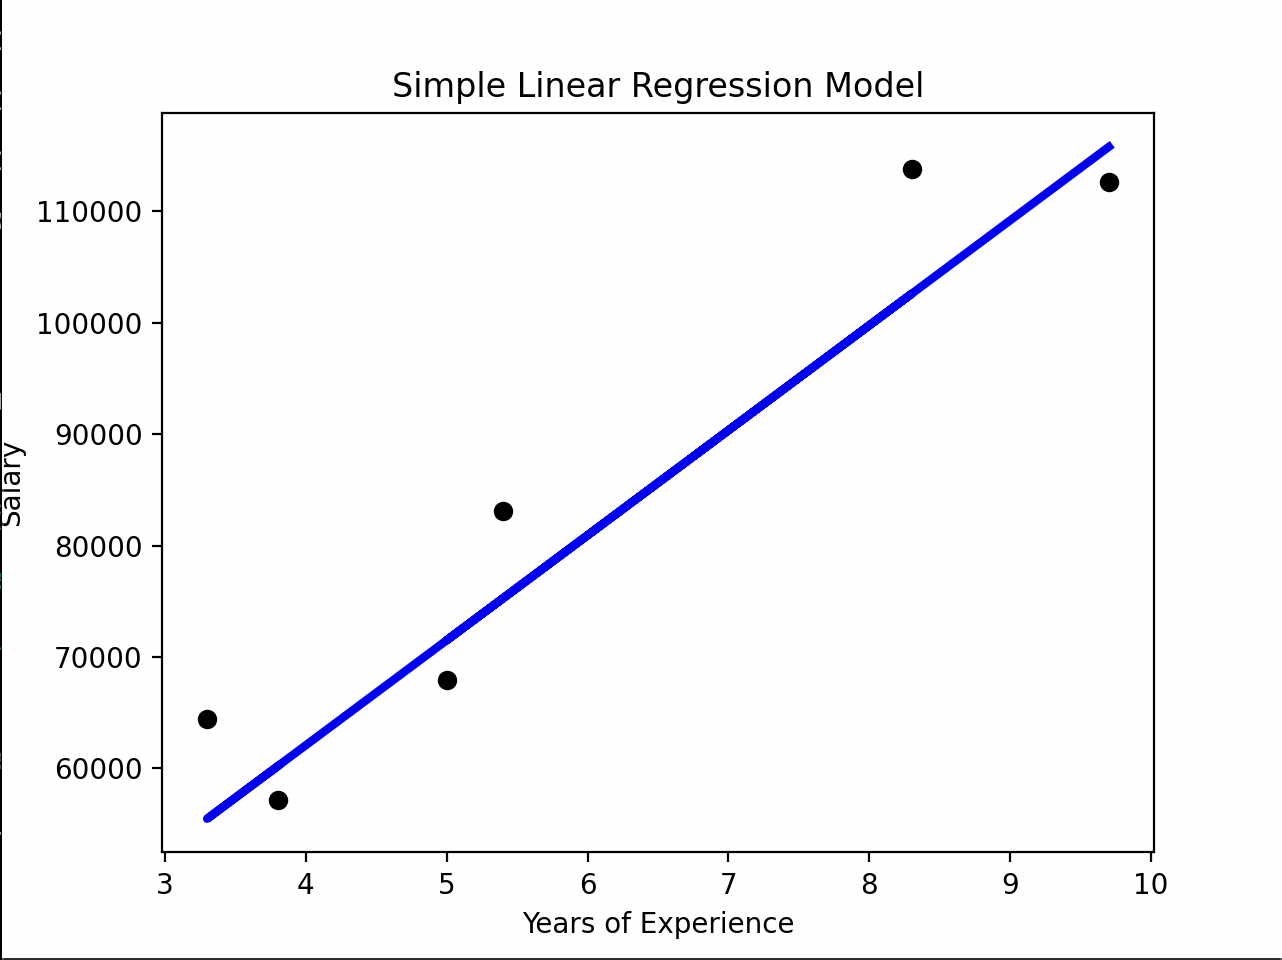 Simple Linear Regression Model
110000
100000
90000
80000
70000
60000
Salary
3 4 5 6 7 8 9 10
Years of Experience